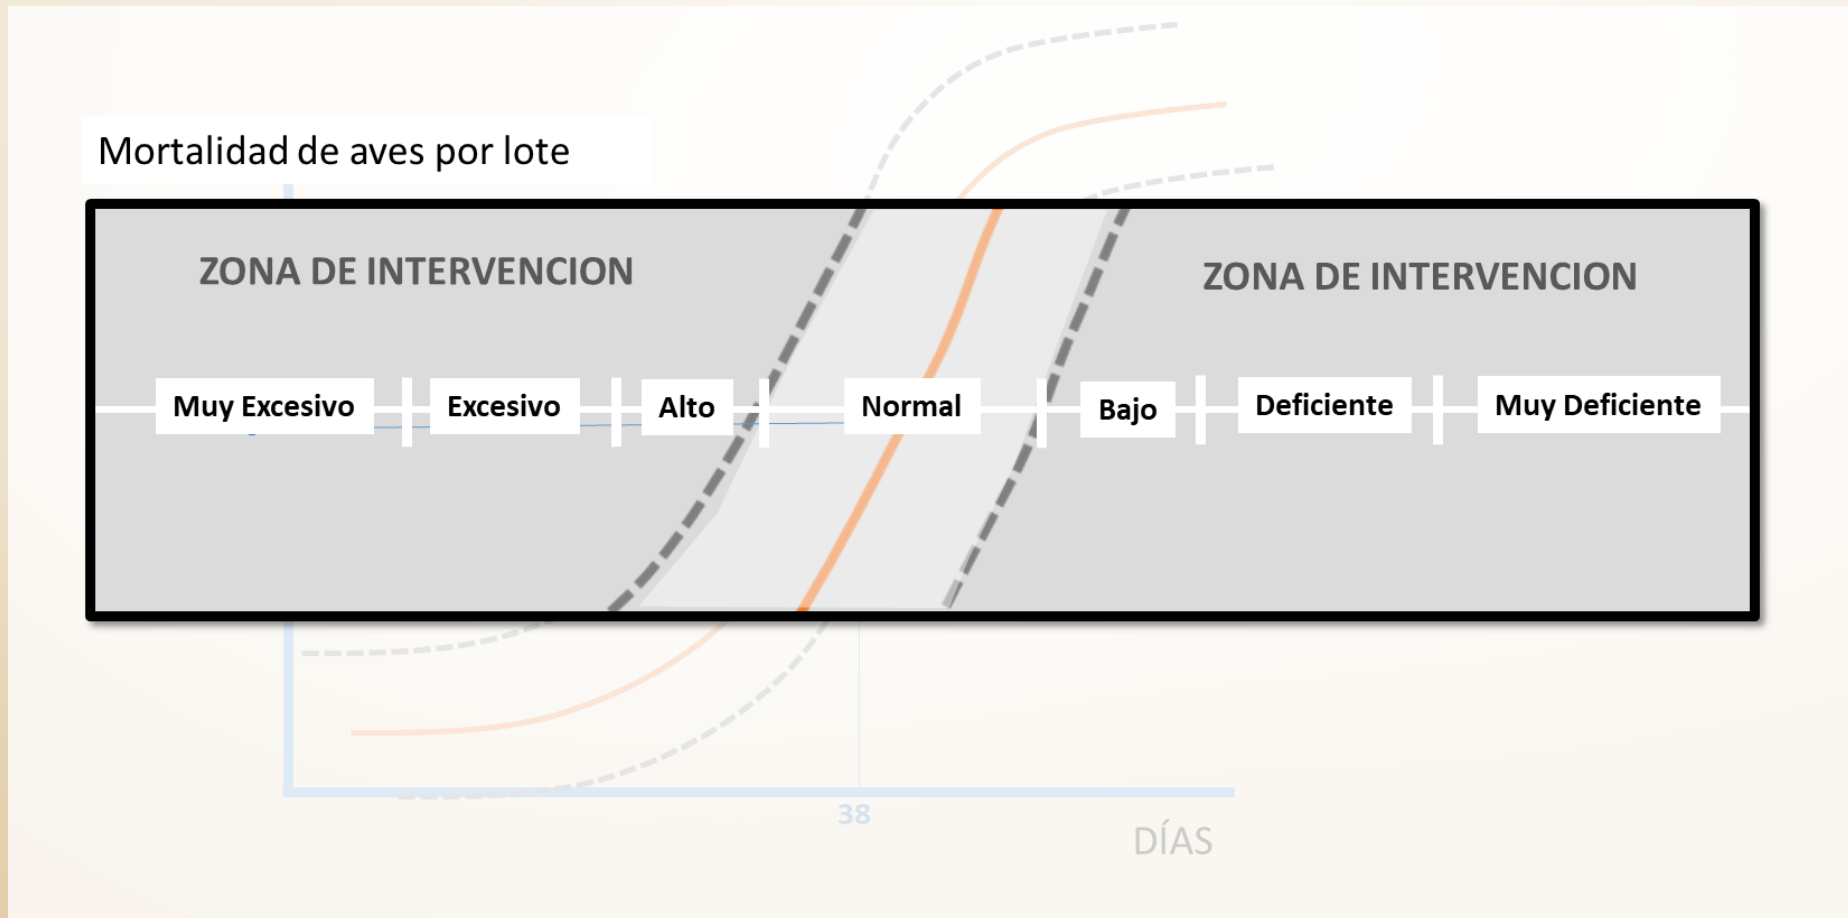 Mortalidad de aves por lote
ZONA DE INTERVENCION
ZONA DE INTERVENCION
Muy Excesivo
Excesivo
Alto
Normal
Bajo
Deficiente
Muy Deficiente
38
DÍAS